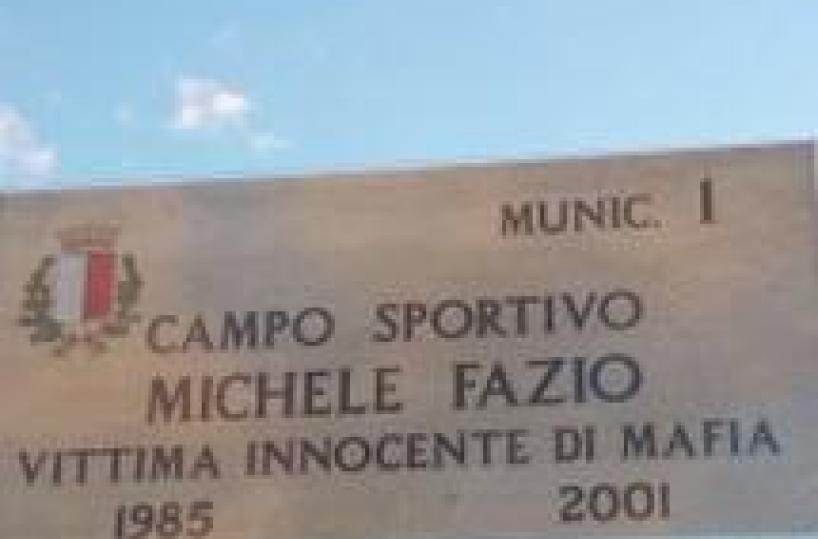 MUNIC. I
CAMPO SPORTIVO
MICHELE FAZIO
VITTIMA INNOCENTE DI MAFIA
1985 2001